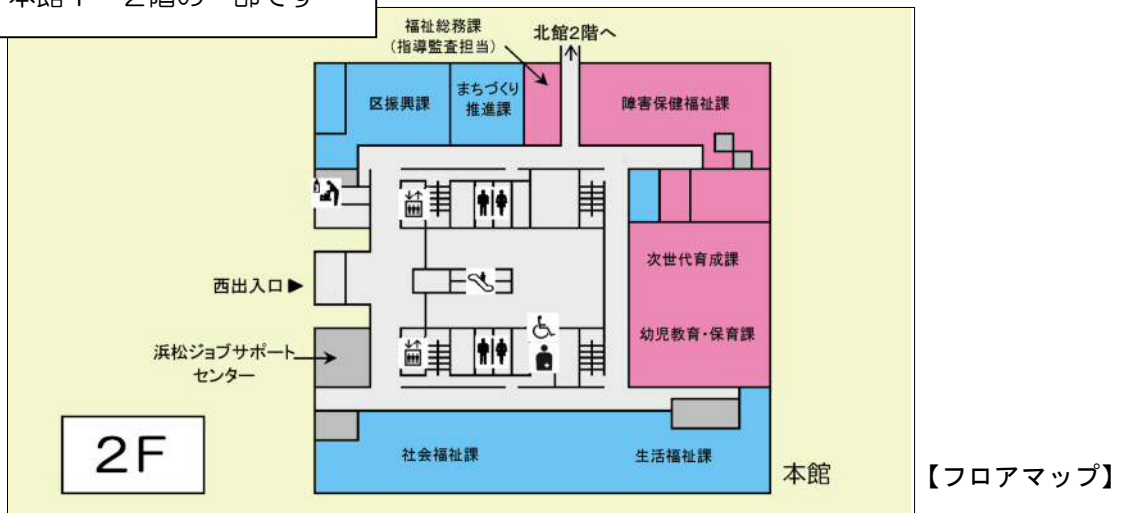 福祉総務課
(指導監査担当)
北館2階へ
区振興課
まちづくり
推進課
障害保健福祉課
次世代育成課
西出入口▶
幼児教育・保育課
浜松ジョブサポート
センター
2F
社会福祉課
生活福祉課
本館
【フロアマップ】